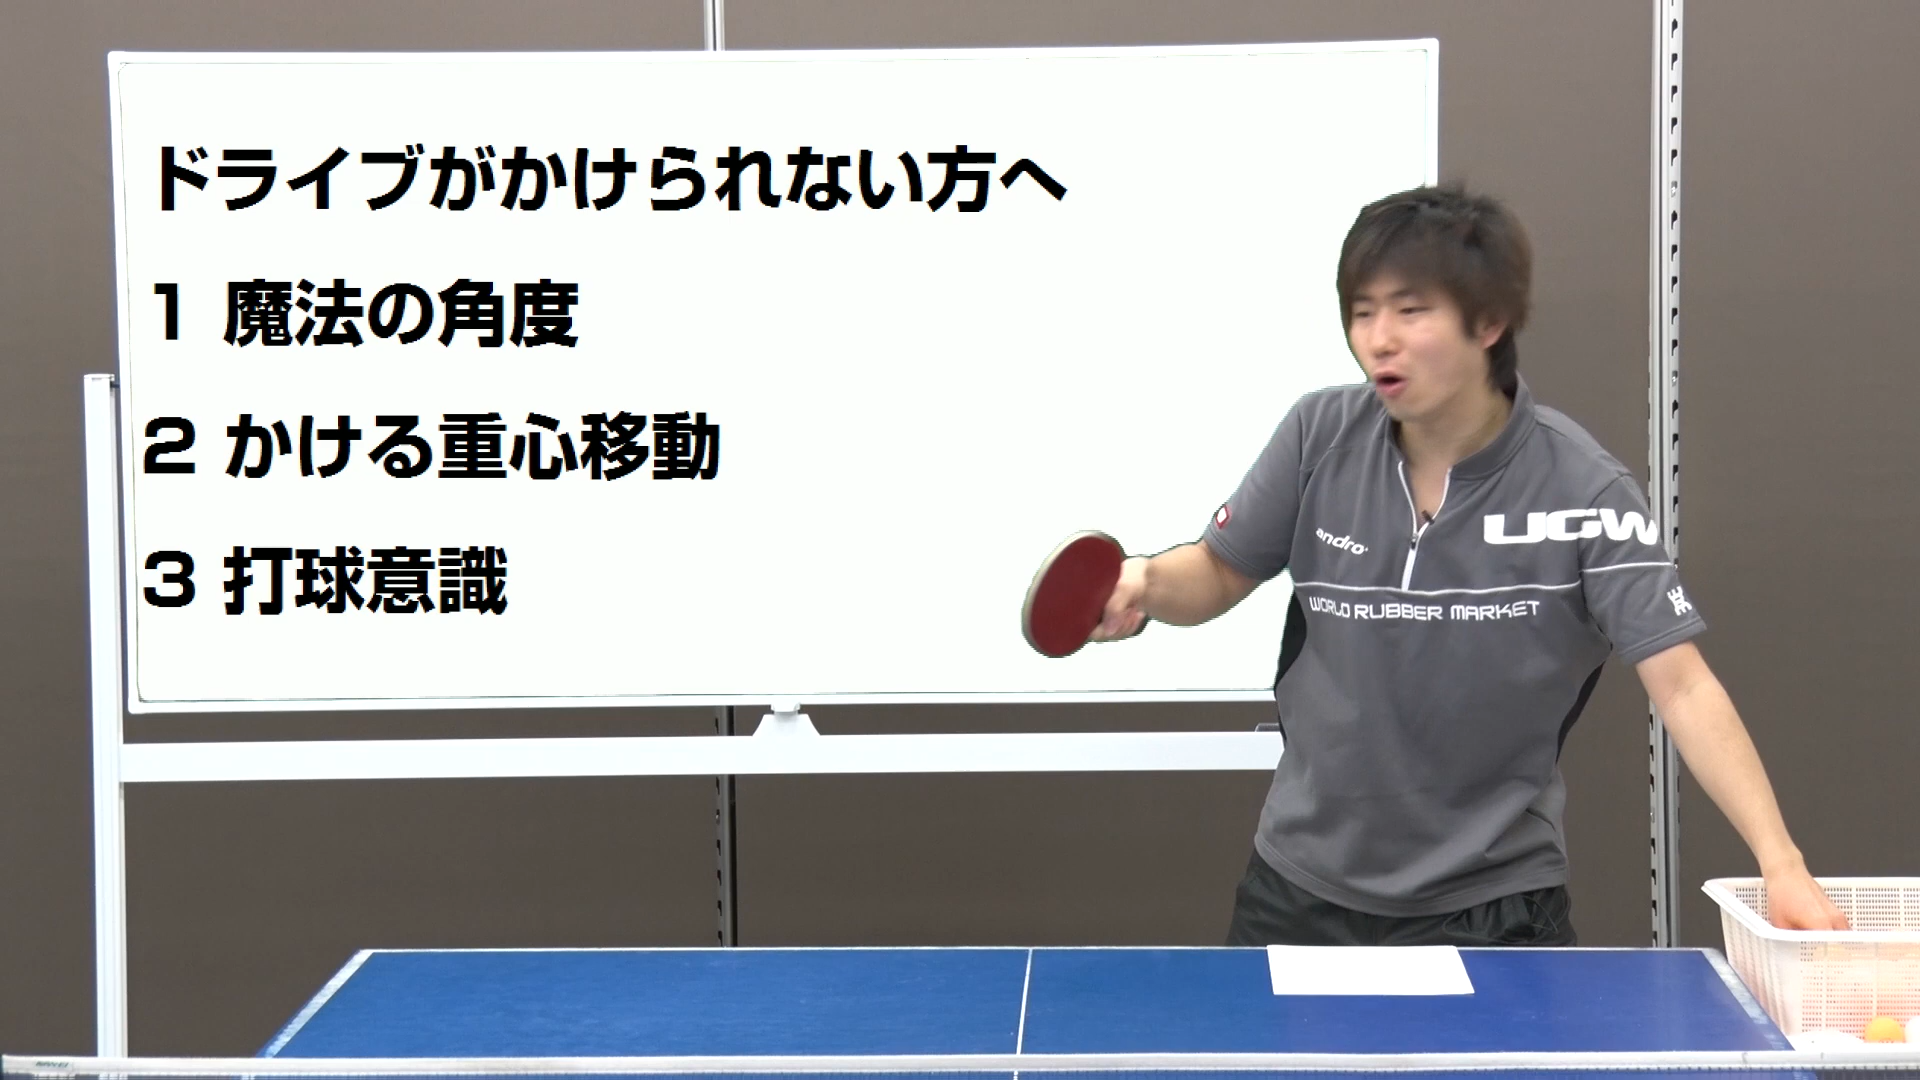 ドライブがかけられない方へ
1 魔法の角度
2 かける重心移動
3 打球意識
andro
UGW
WORLD RUBBER MARKET